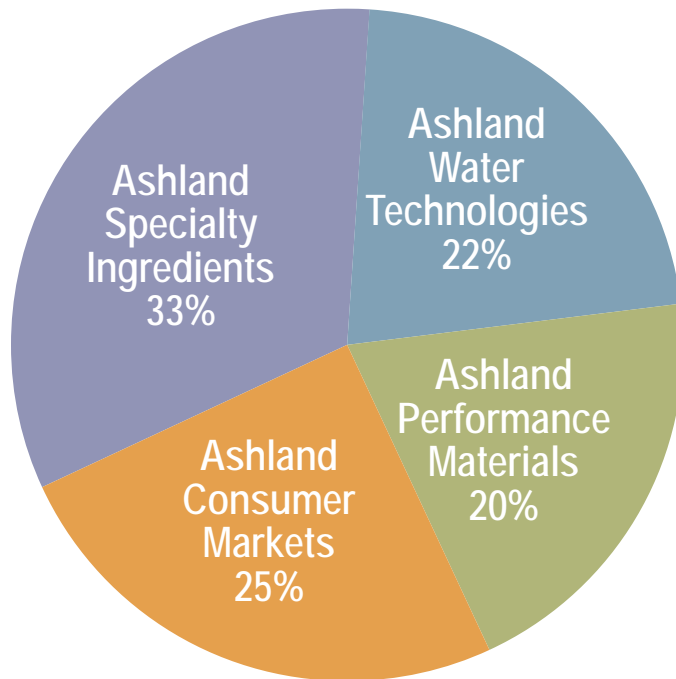 Ashland
Specialty
Ingredients
33%
Ashland
Water
Technologies
22%
Ashland
Performance
Materials
20%
Ashland
Consumer
Markets
25%